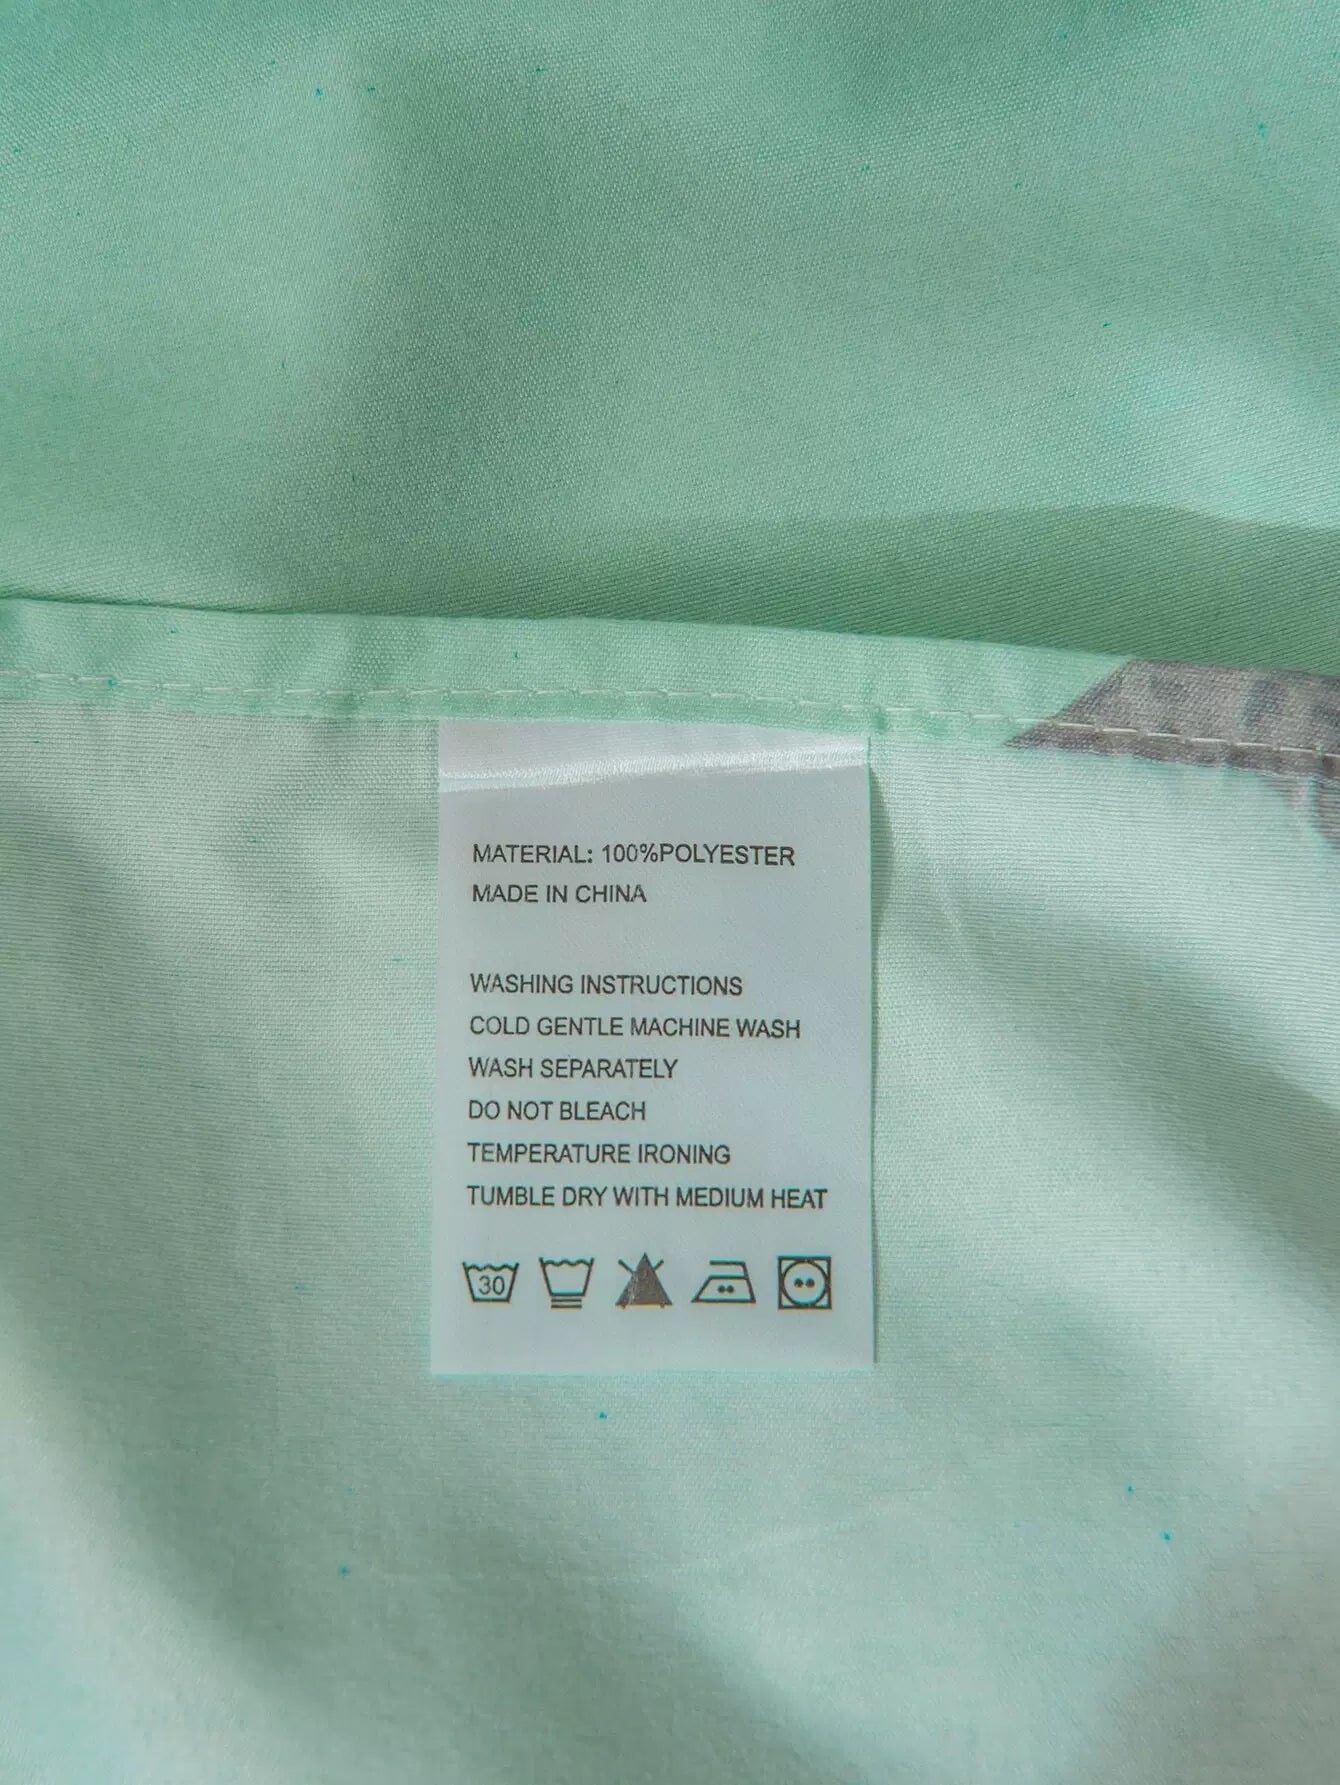 MATERIAL: 100%POLYESTER
MADE IN CHINA
WASHING INSTRUCTIONS
COLD GENTLE MACHINE WASH
WASH SEPARATELY
DO NOT BLEACH
TEMPERATURE IRONING
TUMBLE DRY WITH MEDIUM HEAT
30